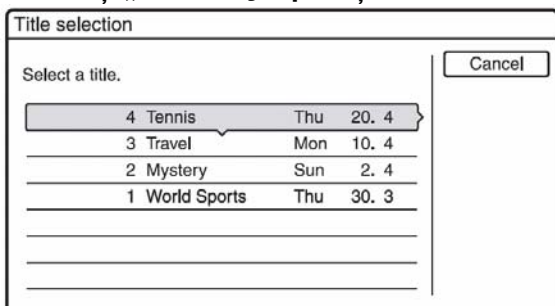 Title selection
Select a title.
Cancel
4 Tennis Thu 20. 4
3 Travel Mon 10. 4
2 Mystery Sun 2. 4
1 World Sports Thu 30. 3